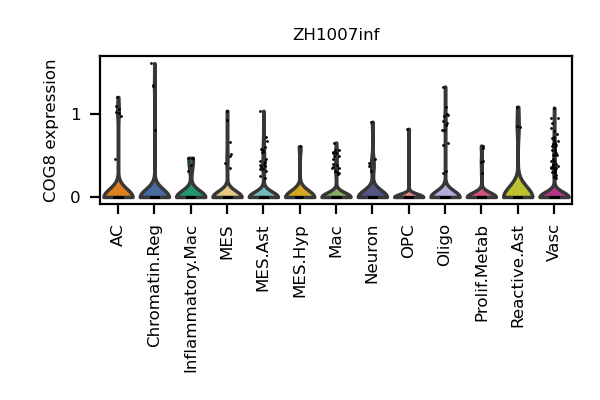 ZH1007inf
COG8 expression
1
0
AC
Chromatin.Reg
Inflammatory.Mac
MES
MES.Ast
MES.Hyp
Mac
Neuron
OPC
Oligo
Prolif.Metab
Reactive.Ast
Vasc